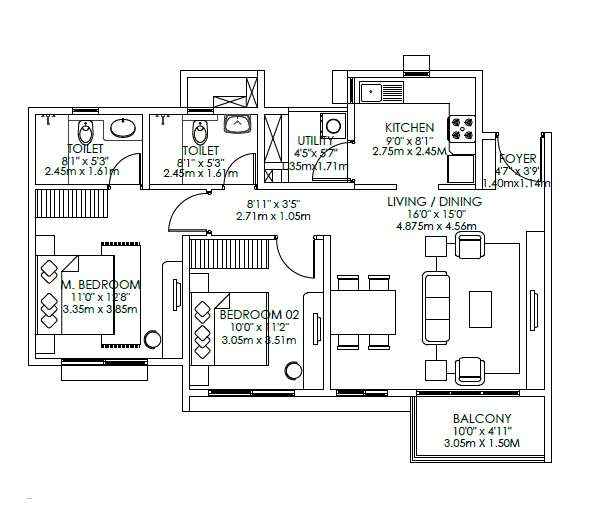 TOILET
8'1" x 5'3"
2.45m x 1.61m
TOILET
8'1" x 5'3"
2.45m x 1.61m
UTILITY
4'5"x 5'7"
1.35mx1.71m
KITCHEN
9'0" x 8'1"
2.75m x 2.45M
FOYER
4'7" x 3'9"
1.40mx1.14m
8'11" x 3'5"
2.71m x 1.05m
LIVING / DINING
16'0" x 15'0"
4.875m x 4.56m
M. BEDROOM
11'0" x 12'8"
3.35m x 3.85m
BEDROOM 02
10'0" x 11'2"
3.05m x 3.51m
BALCONY
10'0" x 4'11"
3.05m X 1.50M